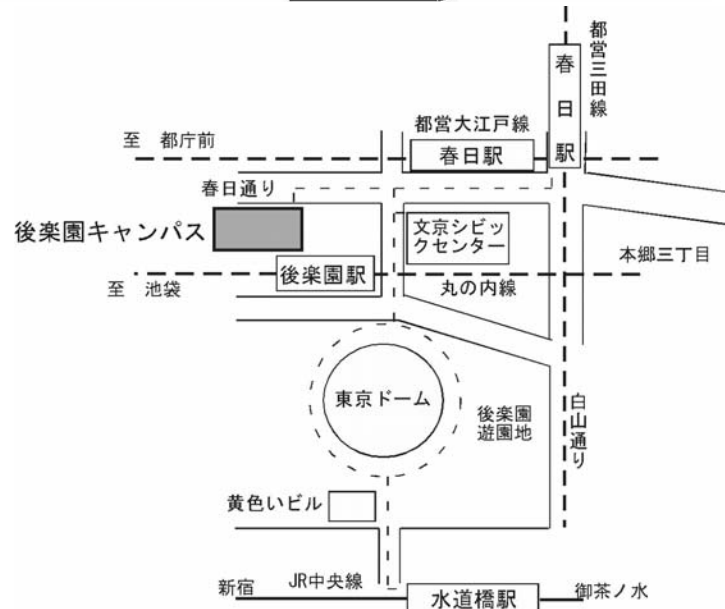 都営三田線
春日駅
都営大江戸線
至 都庁前
春日駅
春日通り
後楽園キャンパス
文京シビッ
クセンター
本郷三丁目
後楽園駅
至 池袋
丸の内線
東京ドーム
後楽園
遊園地
白山通り
黄色いビル
新宿
JR中央線
水道橋駅
御茶ノ水